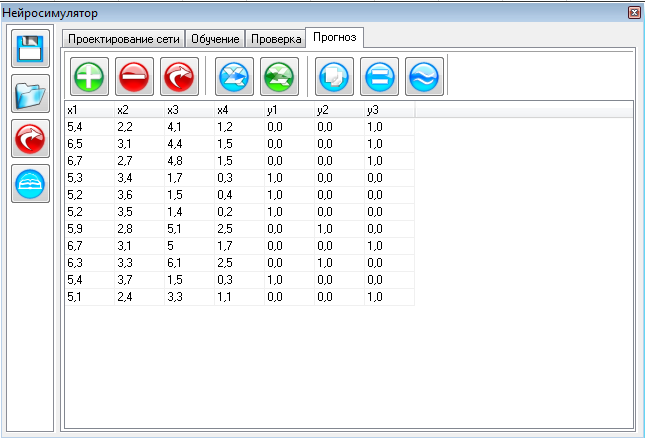 Нейросимулятор
Проектирование сети Обучение Проверка Прогноз
x1 x2 x3 x4 y1 y2 y3
5,4 2,2 4,1 1,2 0,0 0,0 1,0
6,5 3,1 4,4 1,5 0,0 0,0 1,0
6,7 2,7 4,8 1,5 0,0 0,0 1,0
5,3 3,4 1,7 0,3 1,0 0,0 0,0
5,2 3,6 1,5 0,4 1,0 0,0 0,0
5,2 3,5 1,4 0,2 1,0 0,0 0,0
5,9 2,8 5,1 2,5 0,0 1,0 0,0
6,7 3,1 5 1,7 0,0 0,0 1,0
6,3 3,3 6,1 2,5 0,0 1,0 0,0
5,4 3,7 1,5 0,3 1,0 0,0 0,0
5,1 2,4 3,3 1,1 0,0 0,0 1,0